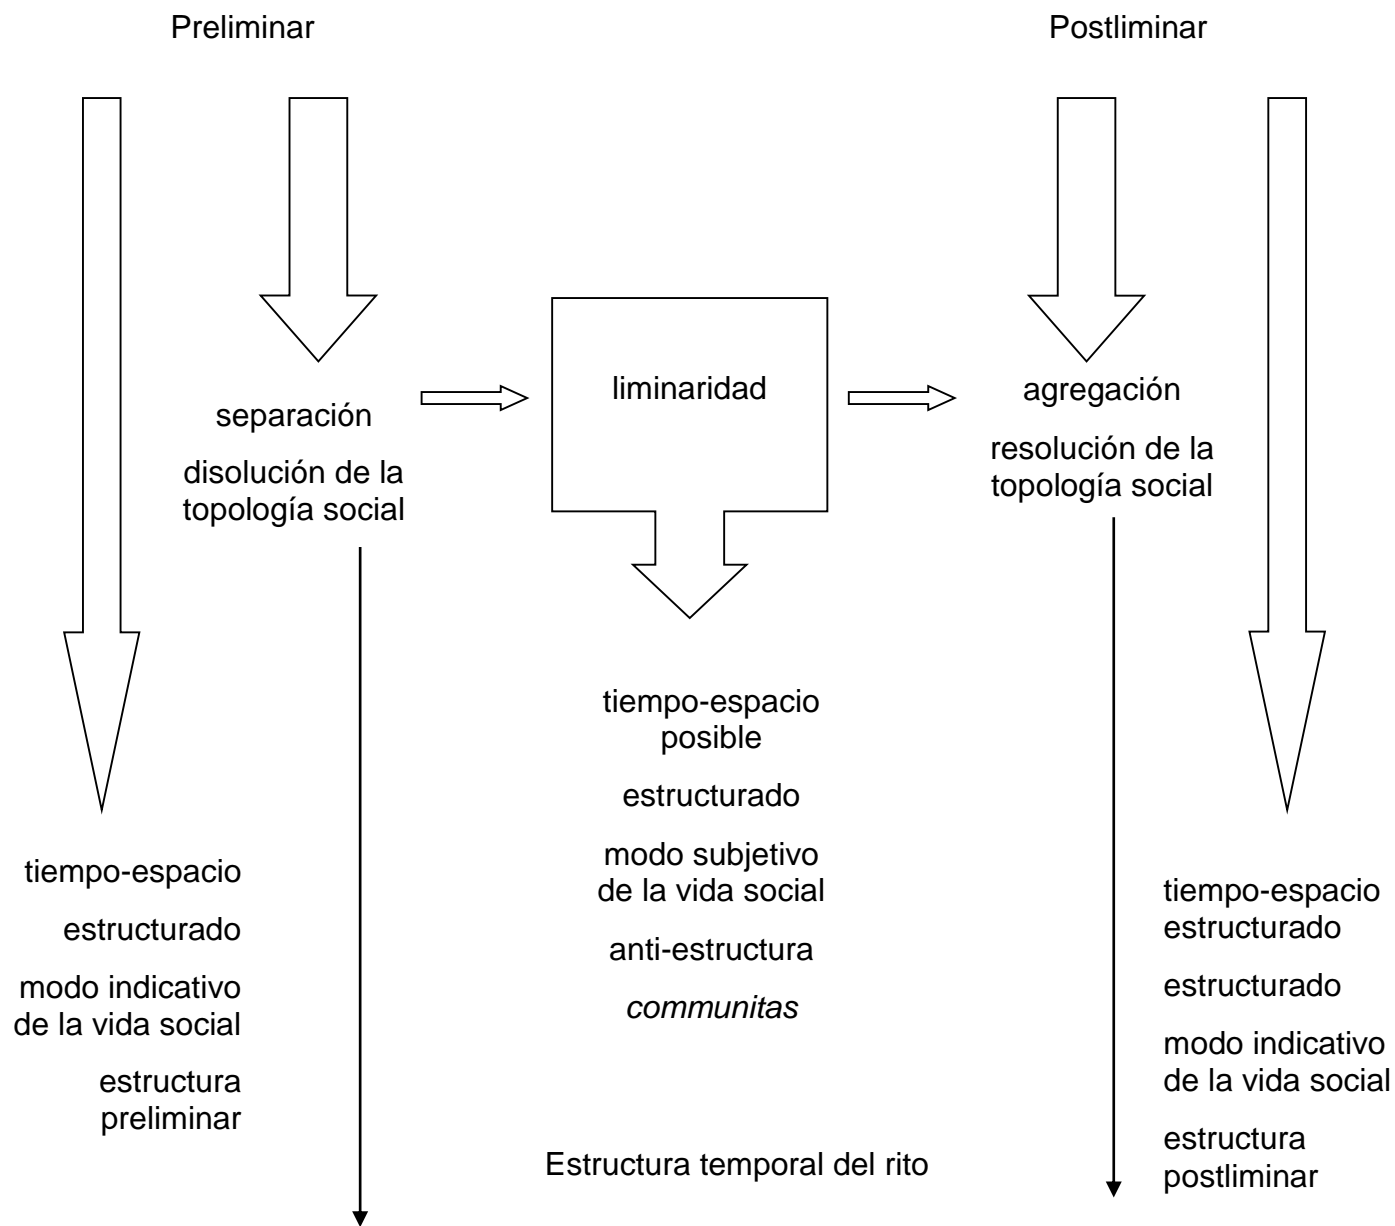 Preliminar
Postliminar
separación
disolución de la
topología social
liminaridad
agregación
resolución de la
topología social
tiempo-espacio
posible
estructurado
modo subjetivo
de la vida social
anti-estructura
communitas
tiempo-espacio
estructurado
modo indicativo
de la vida social
estructura
preliminar
tiempo-espacio
estructurado
estructurado
modo indicativo
de la vida social
estructura
postliminar
Estructura temporal del rito